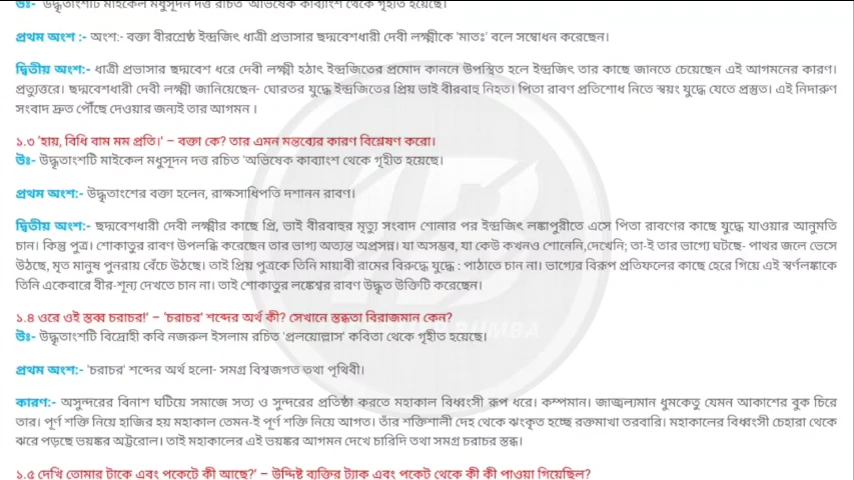 উঃ- উদ্ধৃতাংশটি মাইকেল মধুসূদন দত্ত রচিত 'অভিষেক কাব্যাংশ থেকে গৃহীত হয়েছে।
প্রথম অংশ :- অংশ:- বক্তা বীরশ্রেষ্ঠ ইন্দ্রজিৎ ধাত্রী প্রভাসার ছদ্মবেশধারী দেবী লক্ষ্মীকে 'মাতঃ' বলে সম্বোধন করেছেন।
দ্বিতীয় অংশ:- ধাত্রী প্রভাসার ছদ্মবেশ ধরে দেবী লক্ষ্মী হঠাৎ ইন্দ্রজিতের প্রমোদ কাননে উপস্থিত হলে ইন্দ্রজিৎ তার কাছে জানতে চেয়েছেন এই আগমনের কারণ।
প্রত্যুত্তরে। ছদ্মবেশধারী দেবী লক্ষ্মী জানিয়েছেন- ঘোরতর যুদ্ধে ইন্দ্রজিতের প্রিয় ভাই বীরবাহু নিহত। পিতা রাবণ প্রতিশোধ নিতে স্বয়ং যুদ্ধে যেতে প্রস্তুত। এই নিদারুণ
সংবাদ দ্রুত পৌঁছে দেওয়ার জন্যই তার আগমন ।
১.৩ 'হায়, বিধি বাম মম প্রতি।' – বক্তা কে? তার এমন মন্তব্যের কারণ বিশ্লেষণ করো।
উঃ- উদ্ধৃতাংশটি মাইকেল মধুসূদন দত্ত রচিত 'অভিষেক কাব্যাংশ থেকে গৃহীত হয়েছে।
প্রথম অংশ:- উদ্ধৃতাংশের বক্তা হলেন, রাক্ষসাধিপতি দশানন রাবণ।
দ্বিতীয় অংশ:- ছদ্মবেশধারী দেবী লক্ষ্মীর কাছে প্রি, ভাই বীরবাহুর মৃত্যু সংবাদ শোনার পর ইন্দ্রজিৎ লঙ্কাপুরীতে এসে পিতা রাবণের কাছে যুদ্ধে যাওয়ার অনুমতি
চান। কিন্তু পুত্র। শোকাতুর রাবণ উপলব্ধি করেছেন তার ভাগ্য অত্যন্ত অপ্রসন্ন। যা অসম্ভব, যা কেউ কখনও শোনেনি,দেখেনি; তা-ই তার ভাগ্যে ঘটছে- পাথর জলে ভেসে
উঠছে, মৃত মানুষ পুনরায় বেঁচে উঠছে। তাই প্রিয় পুত্রকে তিনি মায়াবী রামের বিরুদ্ধে যুদ্ধে : পাঠাতে চান না। ভাগ্যের বিরূপ প্রতিফলের কাছে হেরে গিয়ে এই স্বর্ণলঙ্কাকে
তিনি একেবারে বীর-শূন্য দেখতে চান না। তাই শোকাতুর লঙ্কেশ্বর রাবণ উদ্ধৃত উক্তিটি করেছেন।
১.৪ ওরে ওই স্তব্ব চরাচর!' – 'চরাচর' শব্দের অর্থ কী? সেখানে স্তব্ধতা বিরাজমান কেন?
উঃ- উদ্ধৃতাংশটি বিদ্রোহী কবি নজরুল ইসলাম রচিত 'প্রলয়োল্লাস' কবিতা থেকে গৃহীত হয়েছে।
প্রথম অংশ:- 'চরাচর' শব্দের অর্থ হলো- সমগ্র বিশ্বজগত তথা পৃথিবী।
কারণ:- অসুন্দরের বিনাশ ঘটিয়ে সমাজে সত্য ও সুন্দরের প্রতিষ্ঠা করতে মহাকাল বিধ্বংসী রূপ ধরে। কম্পমান। জাজ্বল্যমান ধুমকেতু যেমন আকাশের বুক চিরে
তার। পূর্ণ শক্তি নিয়ে হাজির হয় মহাকাল তেমন-ই পূর্ণ শক্তি নিয়ে আগত। তাঁর শক্তিশালী দেহ থেকে ঝংকৃত হচ্ছে রক্তমাখা তরবারি। মহাকালের বিধ্বংসী চেহারা থেকে
ঝরে পড়ছে ভয়ঙ্কর অট্টরোল। তাই মহাকালের এই ভয়ঙ্কর আগমন দেখে চারিদি তথা সমগ্র চরাচর স্তব্ধ।
১.৫ দেখি তোমার টাকে এবং পকেটে কী আছে?' – উদ্দিষ্ট ব্যক্তির ট্যাক এবং পকেট থেকে কী কী পাওয়া গিয়েছিল?